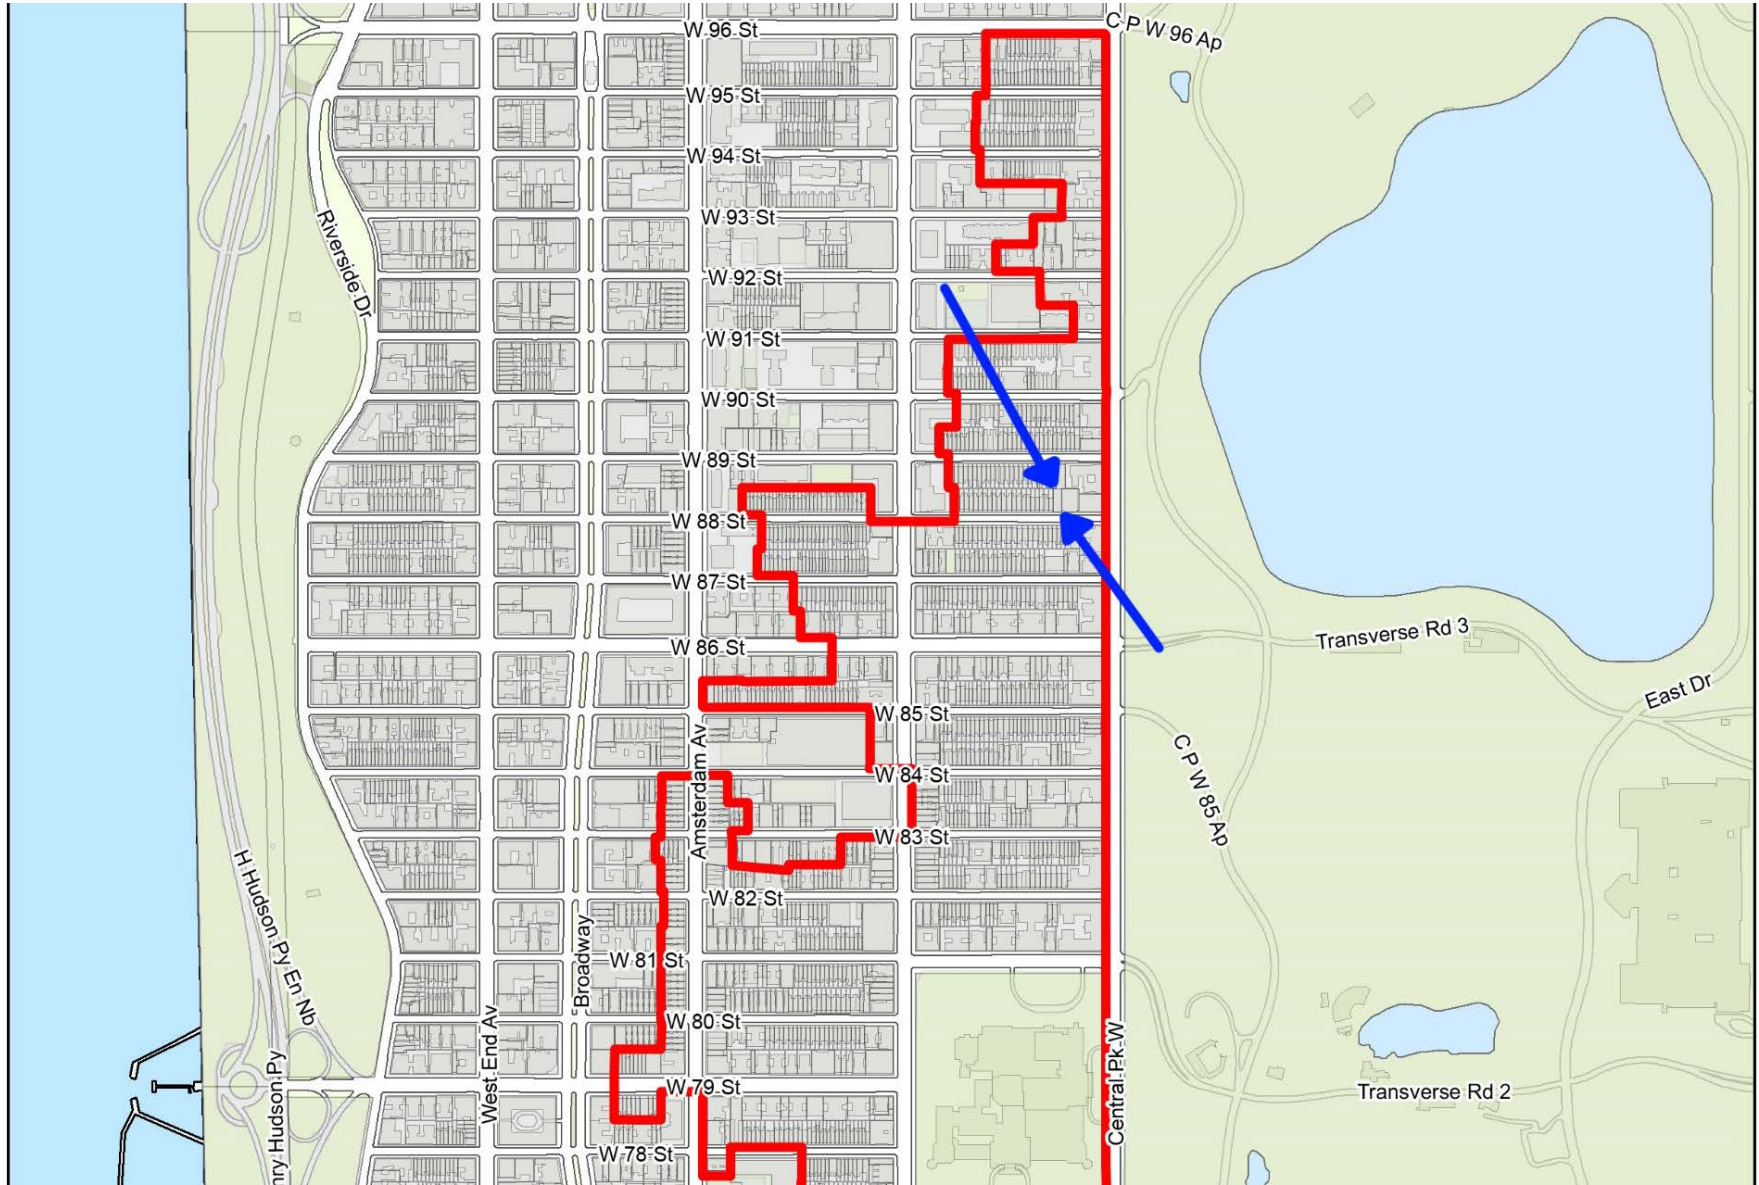 W 96 St
C P W 96 Ap
W 95 St
W 94 St
W 93 St
Riverside Dr
W 92 St
W 91 St
W 90 St
W 89 St
W 88 St
W 87 St
W 86 St
Transverse Rd 3
East Dr
W 85 St
Amsterdam Av
W 84 St
C P W 85 Ap
W 83 St
H Hudson Py En Nb
W 82 St
Broadway
W 81 St
W 80 St
West End Av
Central Pk W
nry Hudson Py
W 79 St
Transverse Rd 2
W 78 St